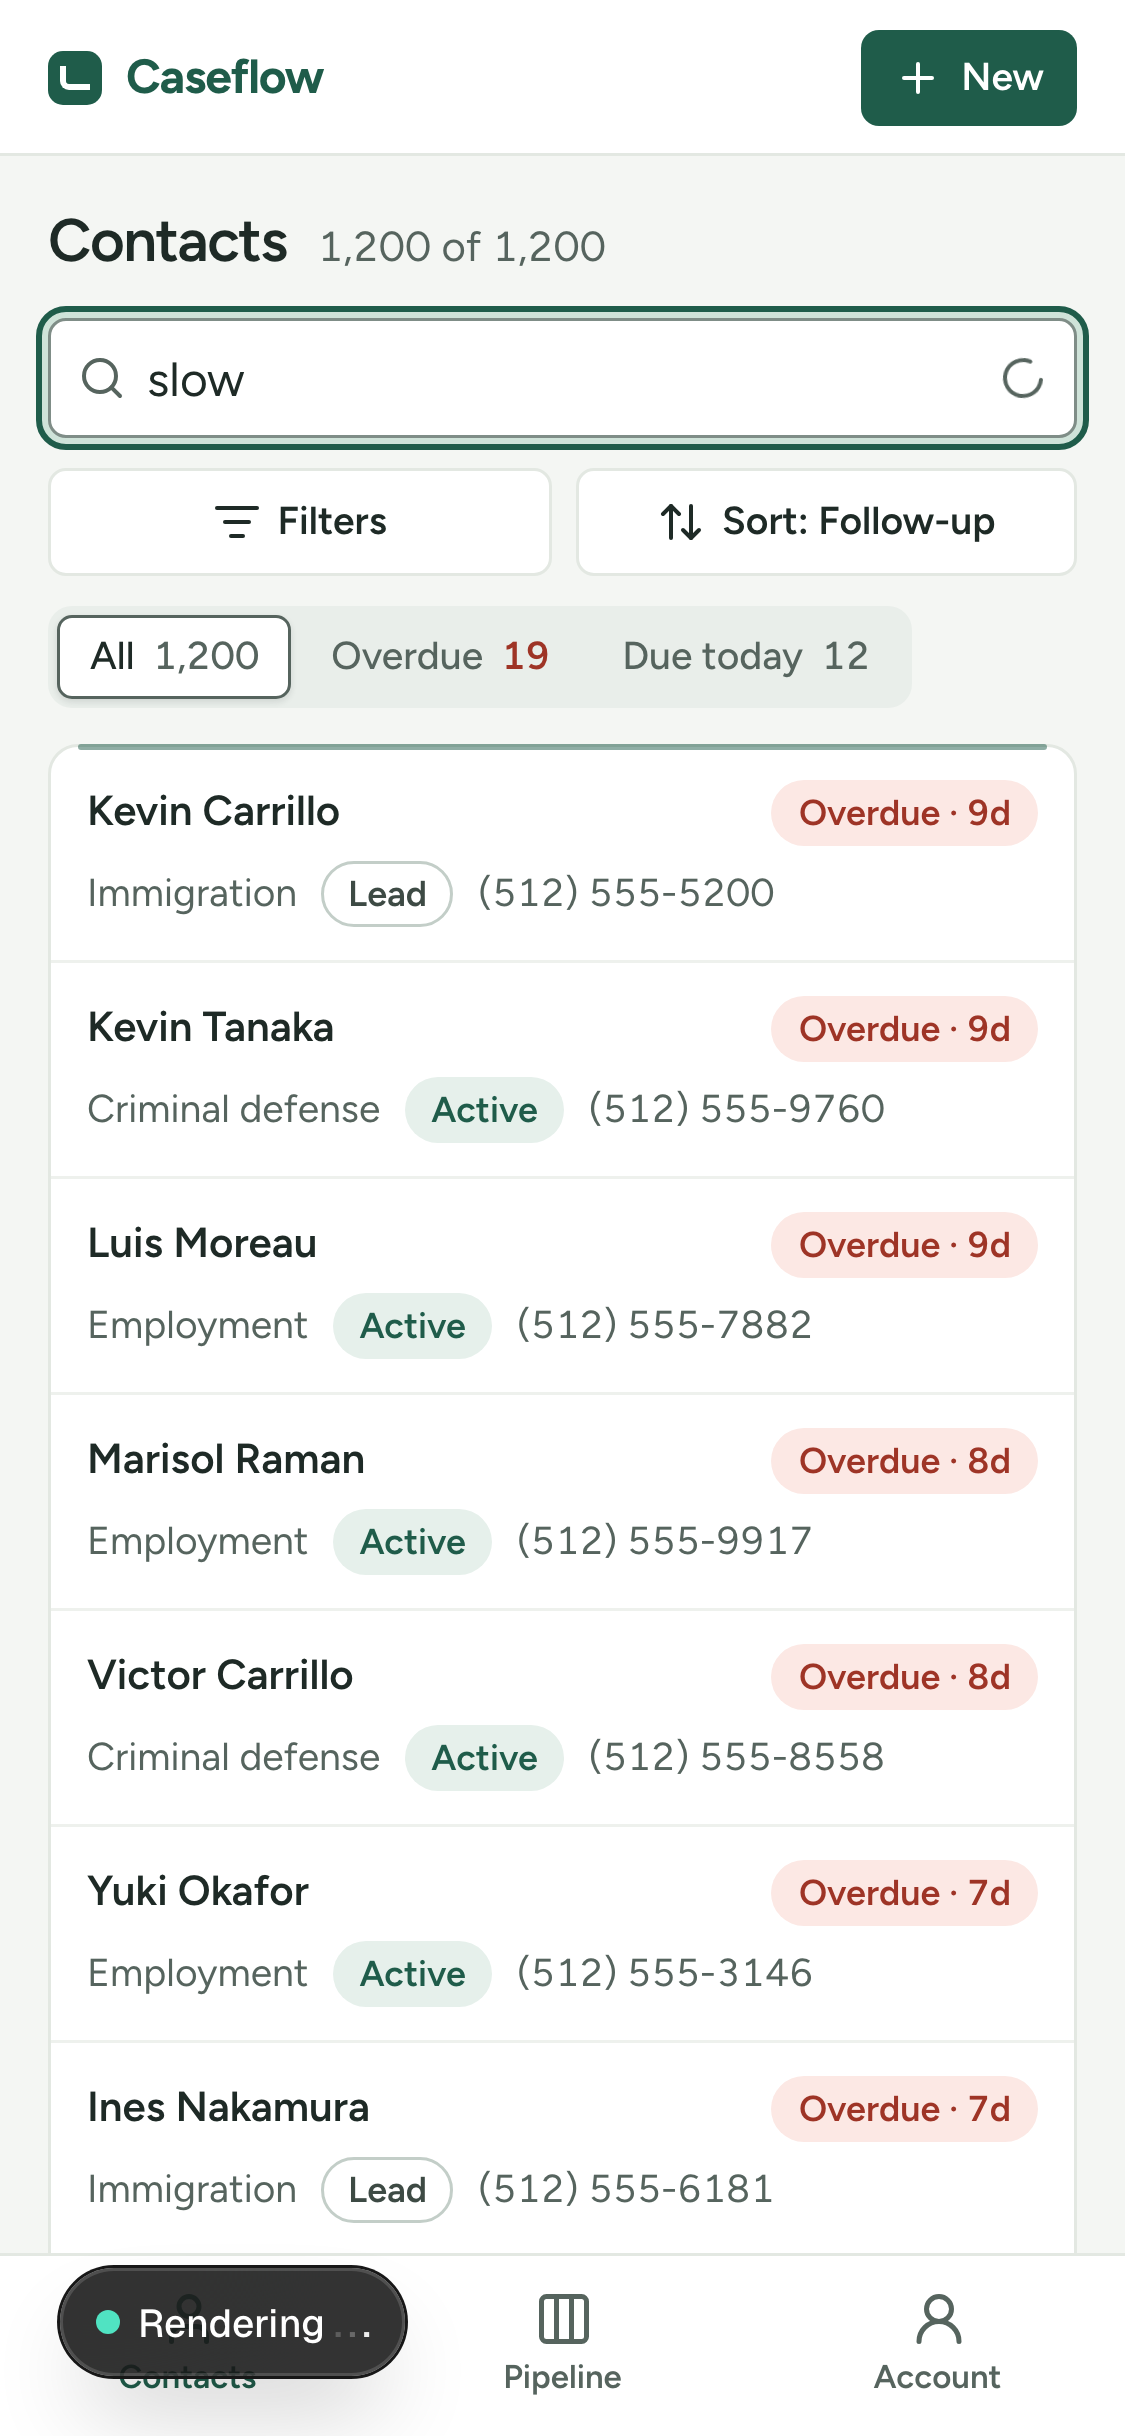 Caseflow
New
Contacts 1,200 of 1,200
slow
Filters
Sort: Follow-up
All 1,200 Overdue 19 Due today 12
Kevin Carrillo Overdue · 9d
Immigration Lead (512) 555-5200
Kevin Tanaka Overdue · 9d
Criminal defense Active (512) 555-9760
Luis Moreau Overdue · 9d
Employment Active (512) 555-7882
Marisol Raman Overdue · 8d
Employment Active (512) 555-9917
Victor Carrillo Overdue · 8d
Criminal defense Active (512) 555-8558
Yuki Okafor Overdue · 7d
Employment Active (512) 555-3146
Ines Nakamura Overdue · 7d
Immigration Lead (512) 555-6181
Rendering ...
Contacts Pipeline Account